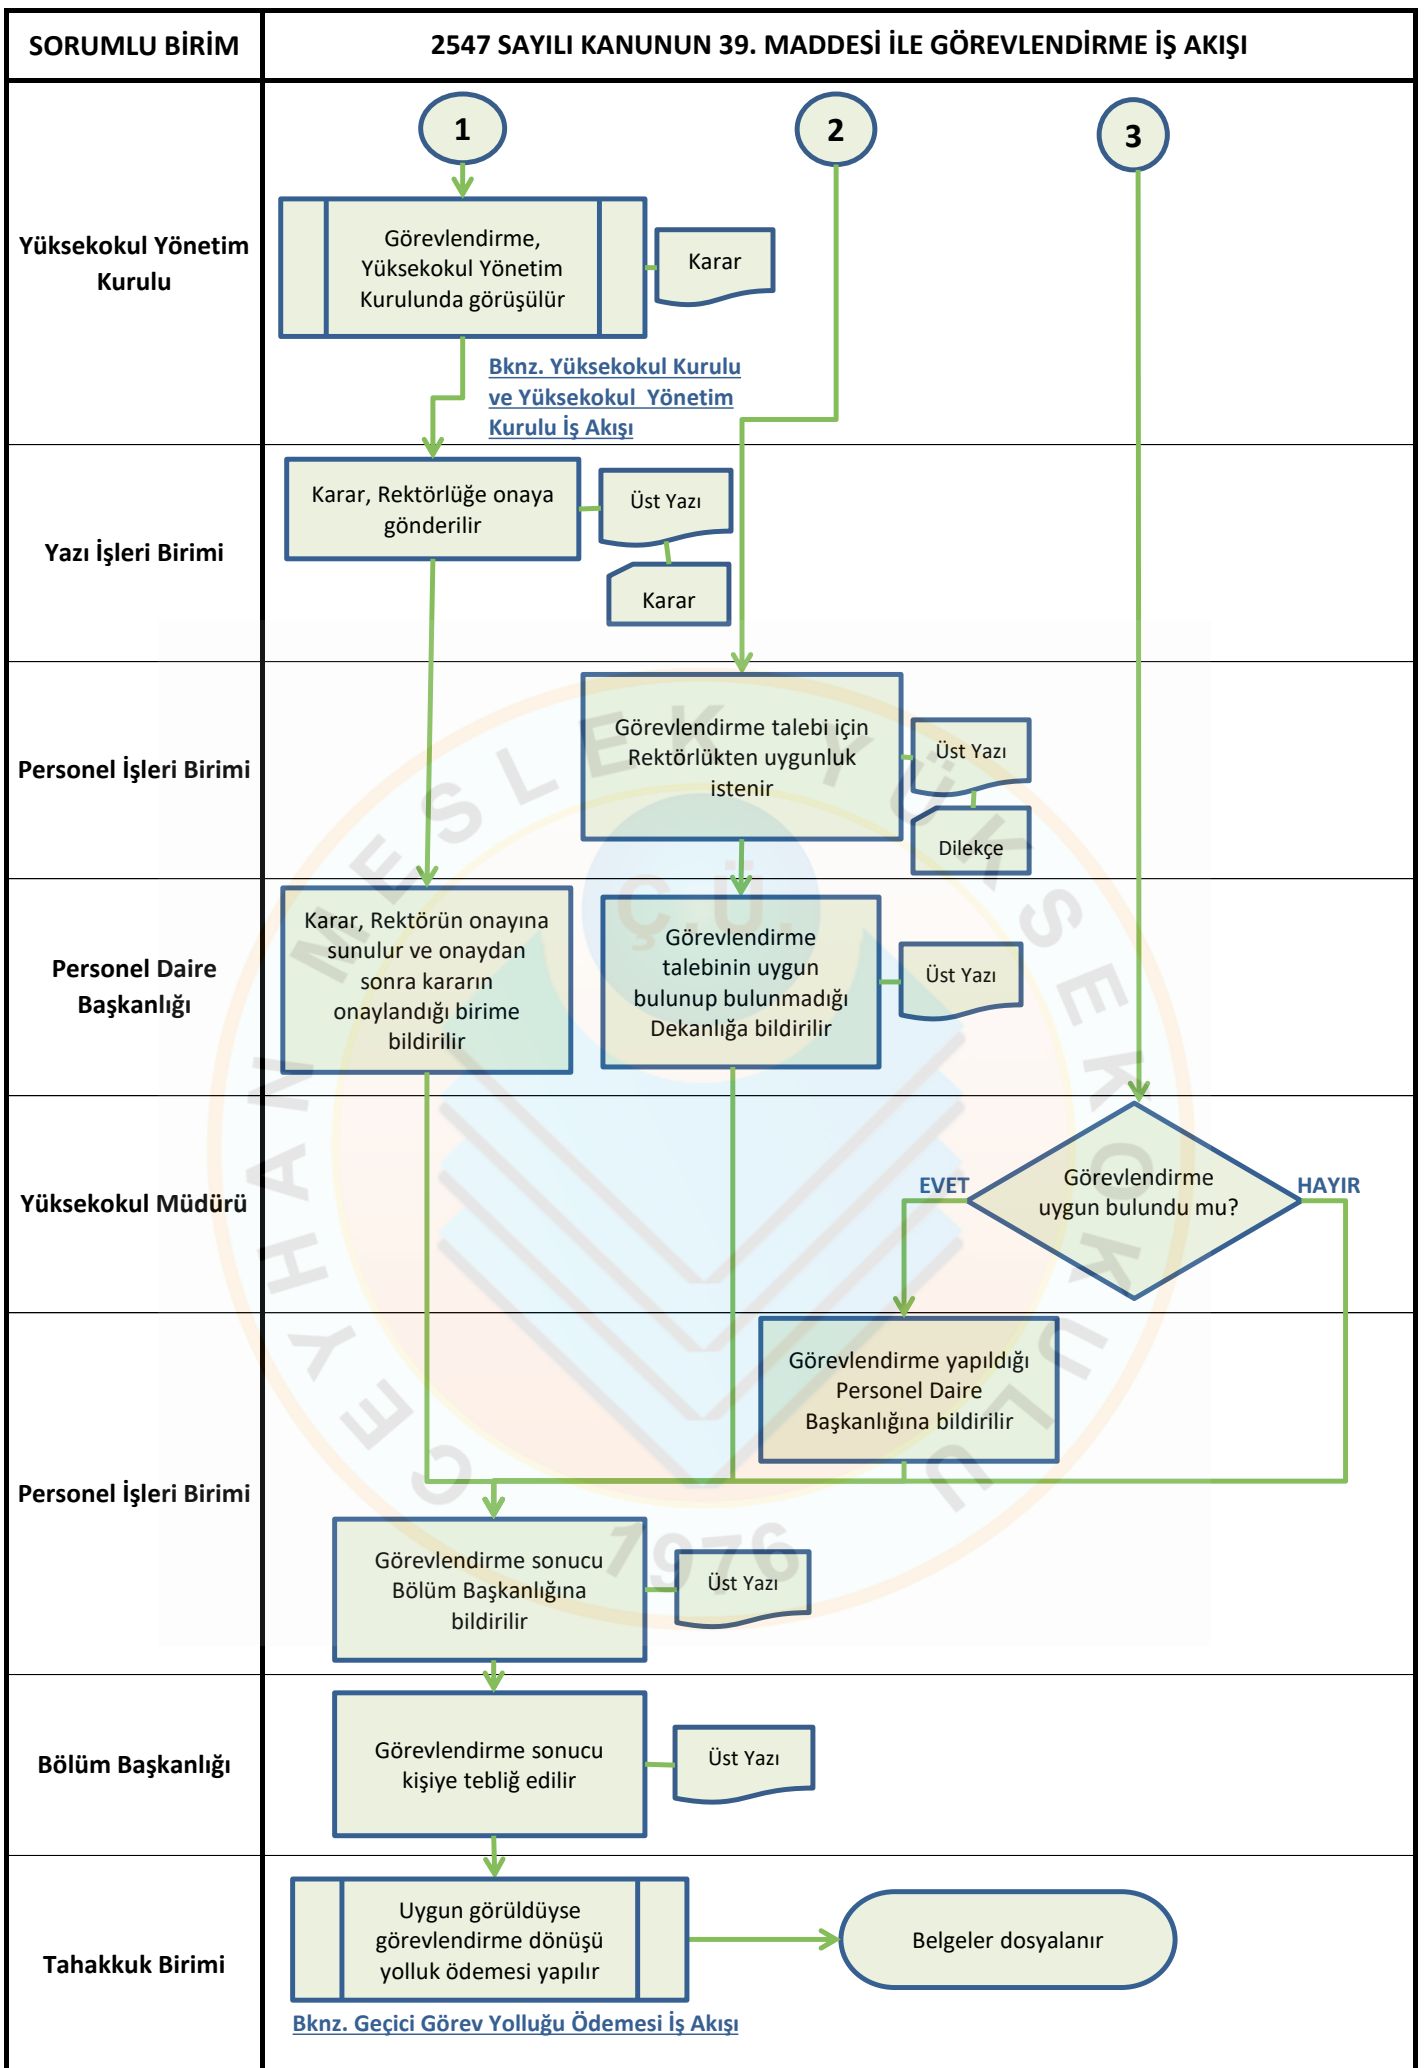 SORUMLU BİRİM
2547 SAYILI KANUNUN 39. MADDESİ İLE GÖREVLENDİRME İŞ AKIŞI
1
2
3
Yüksekokul Yönetim
Kurulu
Görevlendirme,
Yüksekokul Yönetim
Kurulunda görüşülür
Karar
Bknz. Yüksekokul Kurulu
ve Yüksekokul Yönetim
Kurulu İş Akışı
Yazı İşleri Birimi
Karar, Rektörlüğe onaya
gönderilir
Üst Yazı
Karar
Personel İşleri Birimi
Görevlendirme talebi için
Rektörlükten uygunluk
istenir
Üst Yazı
Dilekçe
Personel Daire
Başkanlığı
Karar, Rektörün onayına
sunulur ve onaydan
sonra kararın
onaylandığı birime
bildirilir
Görevlendirme
talebinin uygun
bulunup bulunmadığı
Dekanlığa bildirilir
Üst Yazı
Yüksekokul Müdürü
EVET
Görevlendirme
uygun bulundu mu?
HAYIR
Personel İşleri Birimi
Görevlendirme yapıldığı
Personel Daire
Başkanlığına bildirilir
Görevlendirme sonucu
Bölüm Başkanlığına
bildirilir
Üst Yazı
Bölüm Başkanlığı
Görevlendirme sonucu
kişiye tebliğ edilir
Üst Yazı
Tahakkuk Birimi
Uygun görüldüyse
görevlendirme dönüşü
yolluk ödemesi yapılır
Belgeler dosyalanır
Bknz. Geçici Görev Yolluğu Ödemesi İş Akışı
CEYHAN MESLEK YÜKSEKOKULU
Ç.Ü.
1976